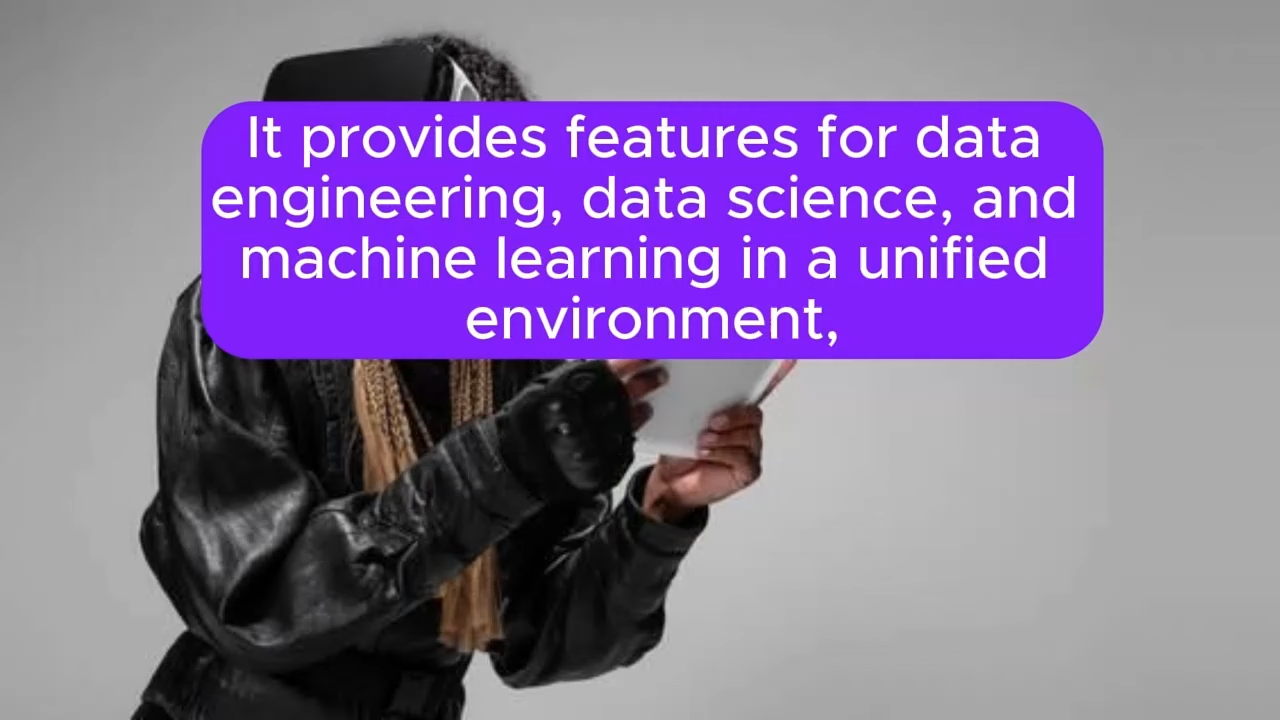 It provides features for data
engineering, data science, and
machine learning in a unified
environment,